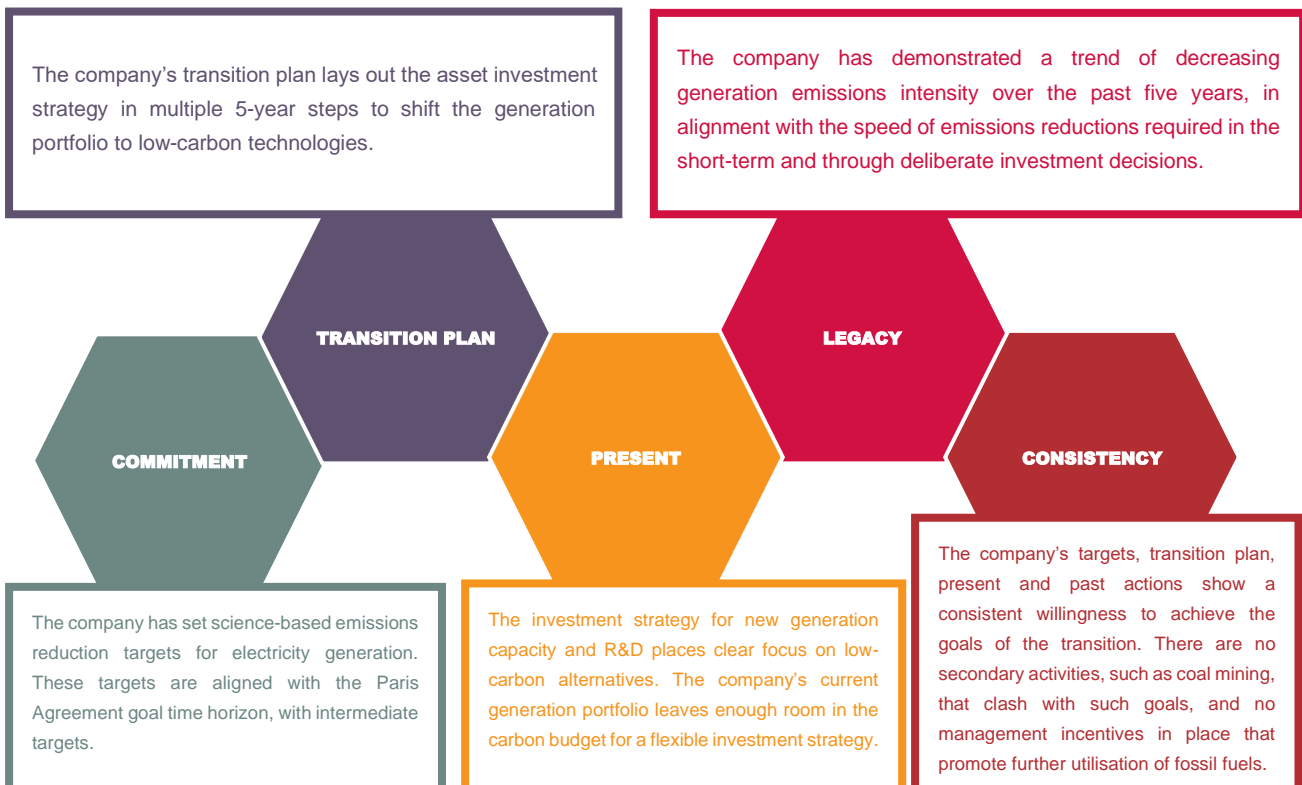 The company’s transition plan lays out the asset investment
strategy in multiple 5-year steps to shift the generation
portfolio to low-carbon technologies.
The company has demonstrated a trend of decreasing
generation emissions intensity over the past five years, in
alignment with the speed of emissions reductions required in the
short-term and through deliberate investment decisions.
TRANSITION PLAN
LEGACY
COMMITMENT
PRESENT
CONSISTENCY
The company has set science-based emissions
reduction targets for electricity generation.
These targets are aligned with the Paris
Agreement goal time horizon, with intermediate
targets.
The investment strategy for new generation
capacity and R&D places clear focus on low-
carbon alternatives. The company’s current
generation portfolio leaves enough room in the
carbon budget for a flexible investment strategy.
The company’s targets, transition plan,
present and past actions show a
consistent willingness to achieve the
goals of the transition. There are no
secondary activities, such as coal mining,
that clash with such goals, and no
management incentives in place that
promote further utilisation of fossil fuels.